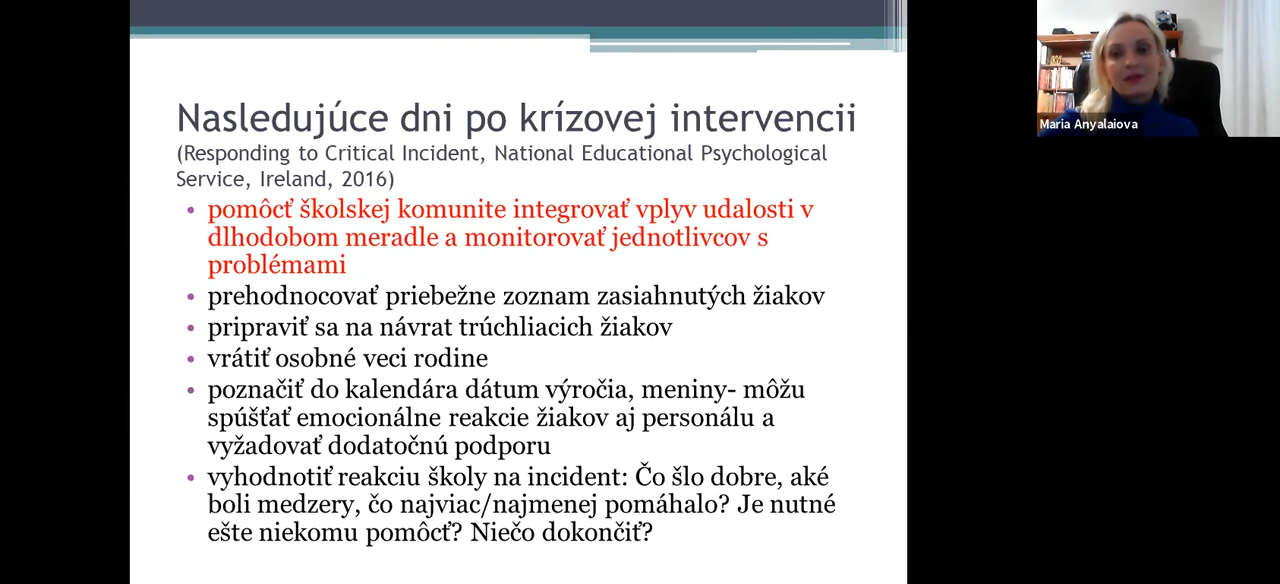 Nasledujúce dni po krízovej intervencii
(Responding to Critical Incident, National Educational Psychological
Service, Ireland, 2016)
• pomôcť školskej komunite integrovať vplyv udalosti v
dlhodobom meradle a monitorovať jednotlivcov s
problémami
• prehodnocovať priebežne zoznam zasiahnutých žiakov
• pripraviť sa na návrat trúchliacich žiakov
• vrátiť osobné veci rodine
• poznačiť do kalendára dátum výročia, meniny- môžu
spúšťať emocionálne reakcie žiakov aj personálu a
vyžadovať dodatočnú podporu
• vyhodnotiť reakciu školy na incident: Čo šlo dobre, aké
boli medzery, čo najviac/najmenej pomáhalo? Je nutné
ešte niekomu pomôcť? Niečo dokončiť?
Maria Anyalaiova